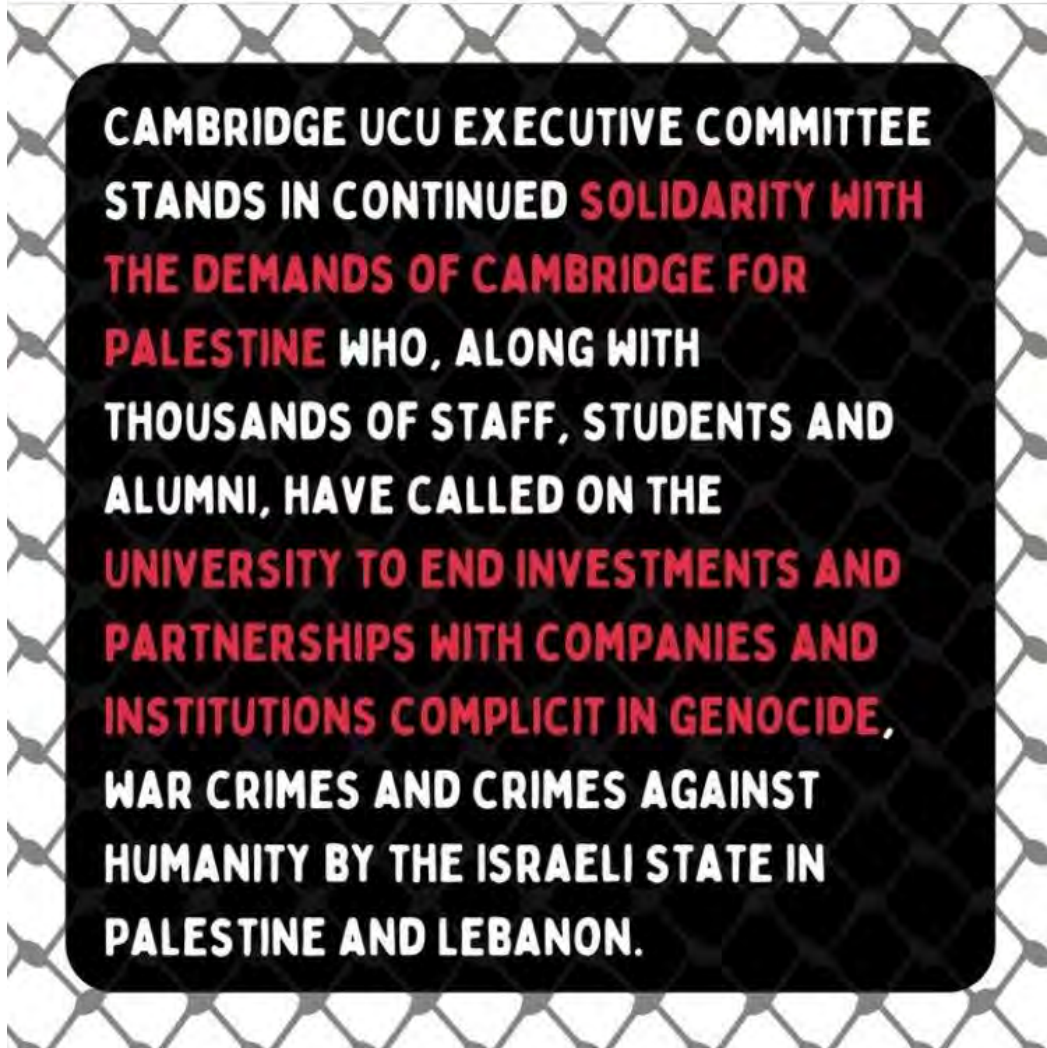 CAMBRIDGE UCU EXECUTIVE COMMITTEE
STANDS IN CONTINUED SOLIDARITY WITH
THE DEMANDS OF CAMBRIDGE FOR
PALESTINE WHO, ALONG WITH
THOUSANDS OF STAFF, STUDENTS AND
ALUMNI, HAVE CALLED ON THE
UNIVERSITY TO END INVESTMENTS AND
PARTNERSHIPS WITH COMPANIES AND
INSTITUTIONS COMPLICIT IN GENOCIDE,
WAR CRIMES AND CRIMES AGAINST
HUMANITY BY THE ISRAELI STATE IN
PALESTINE AND LEBANON.